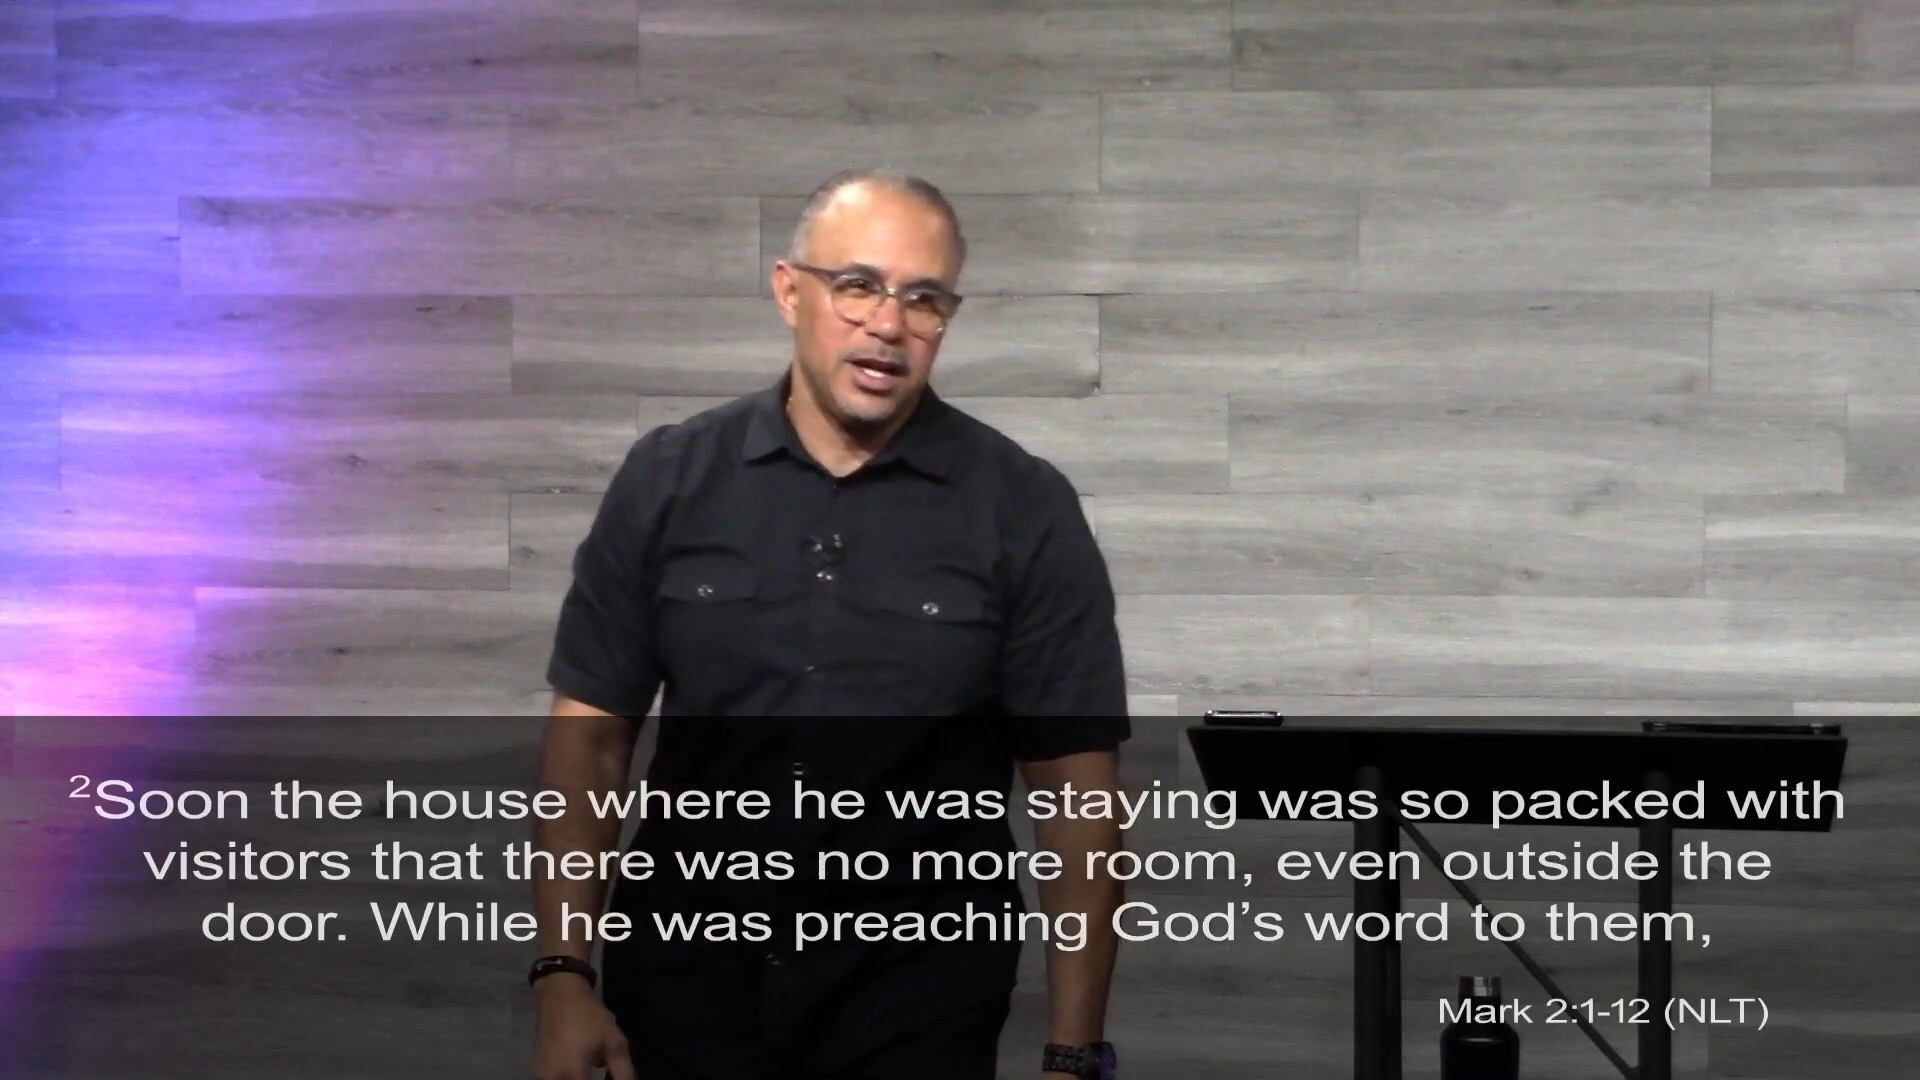 ²Soon the house where he was staying was so packed with
visitors that there was no more room, even outside the
door. While he was preaching God’s word to them,
Mark 2:1-12 (NLT)